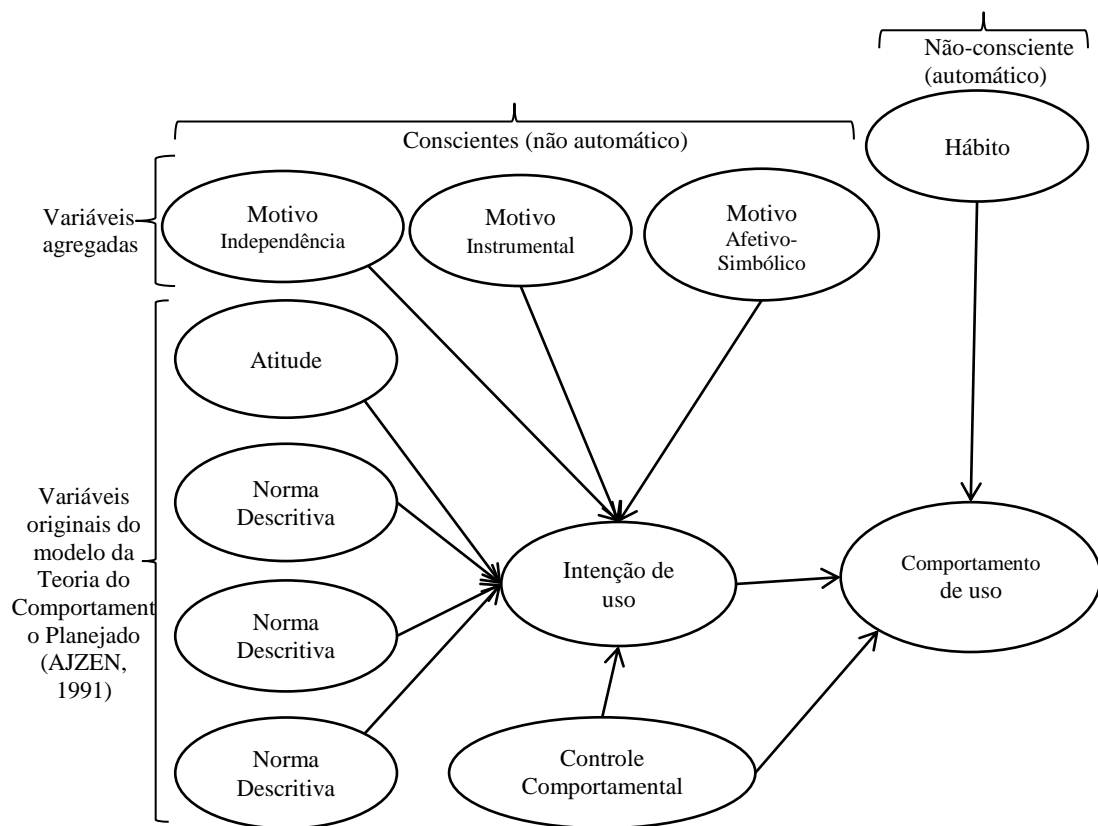 Não-consciente
(automático)
Conscientes (não automático)
Hábito
Variáveis
agregadas
Motivo
Independência
Motivo
Instrumental
Motivo
Afetivo-
Simbólico
Atitude
Variáveis
originais do
modelo da
Teoria do
Comportament
o Planejado
(AJZEN,
1991)
Norma
Descritiva
Norma
Descritiva
Norma
Descritiva
Intenção de
uso
Comportamento
de uso
Controle
Comportamental